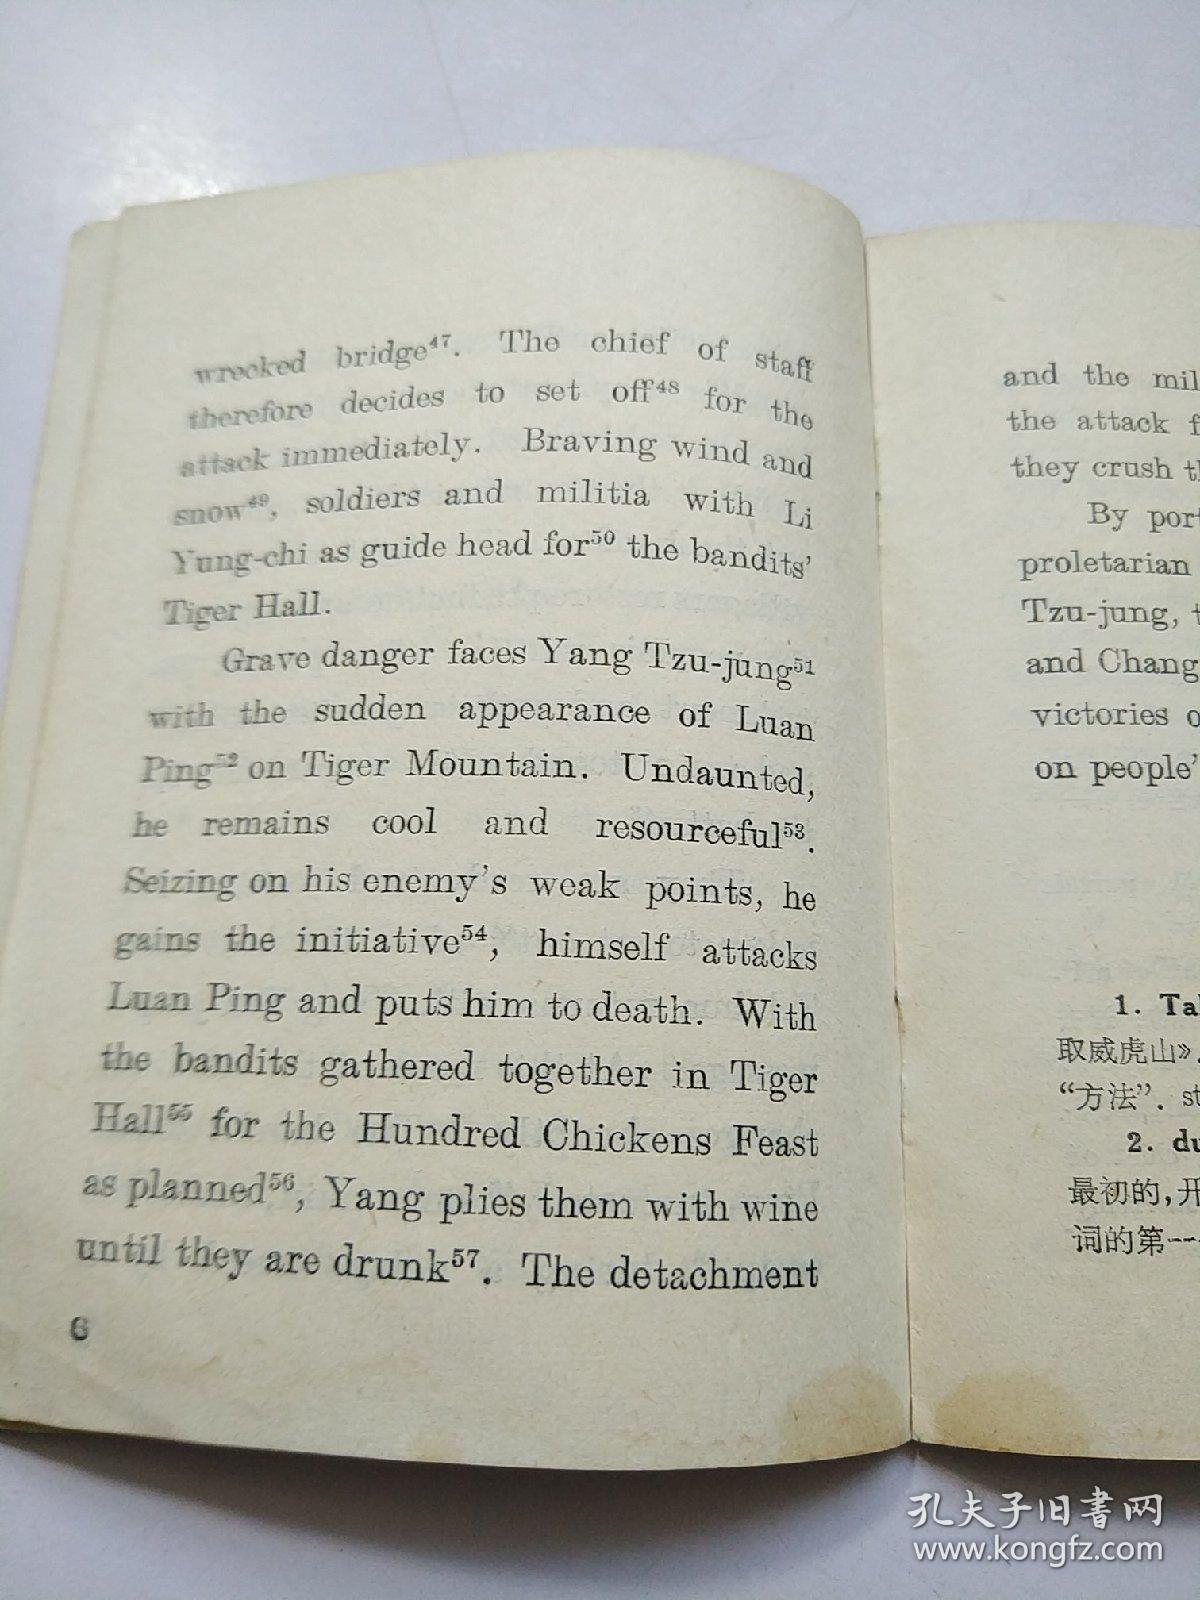 wrecked bridge⁴⁷. The chief of staff
therefore decides to set off⁴⁸ for the
attack immediately. Braving wind and
snow⁴⁹, soldiers and militia with Li
Yung-chi as guide head for⁵⁰ the bandits'
Tiger Hall.
Grave danger faces Yang Tzu-jung⁵¹
with the sudden appearance of Luan
Ping⁵² on Tiger Mountain. Undaunted,
he remains cool and resourceful⁵³.
Seizing on his enemy's weak points, he
gains the initiative⁵⁴, himself attacks
Luan Ping and puts him to death. With
the bandits gathered together in Tiger
Hall⁵⁵ for the Hundred Chickens Feast
as planned⁵⁶, Yang plies them with wine
until they are drunk⁵⁷. The detachment
6
and the mil
the attack f
they crush th
By port
proletarian
Tzu-jung, t
and Chang
victories o
on people'
1. Ta
取威虎山》.
“方法”. st
2. du
最初的,开
词的第一
孔夫子旧书网
www.kongfz.com